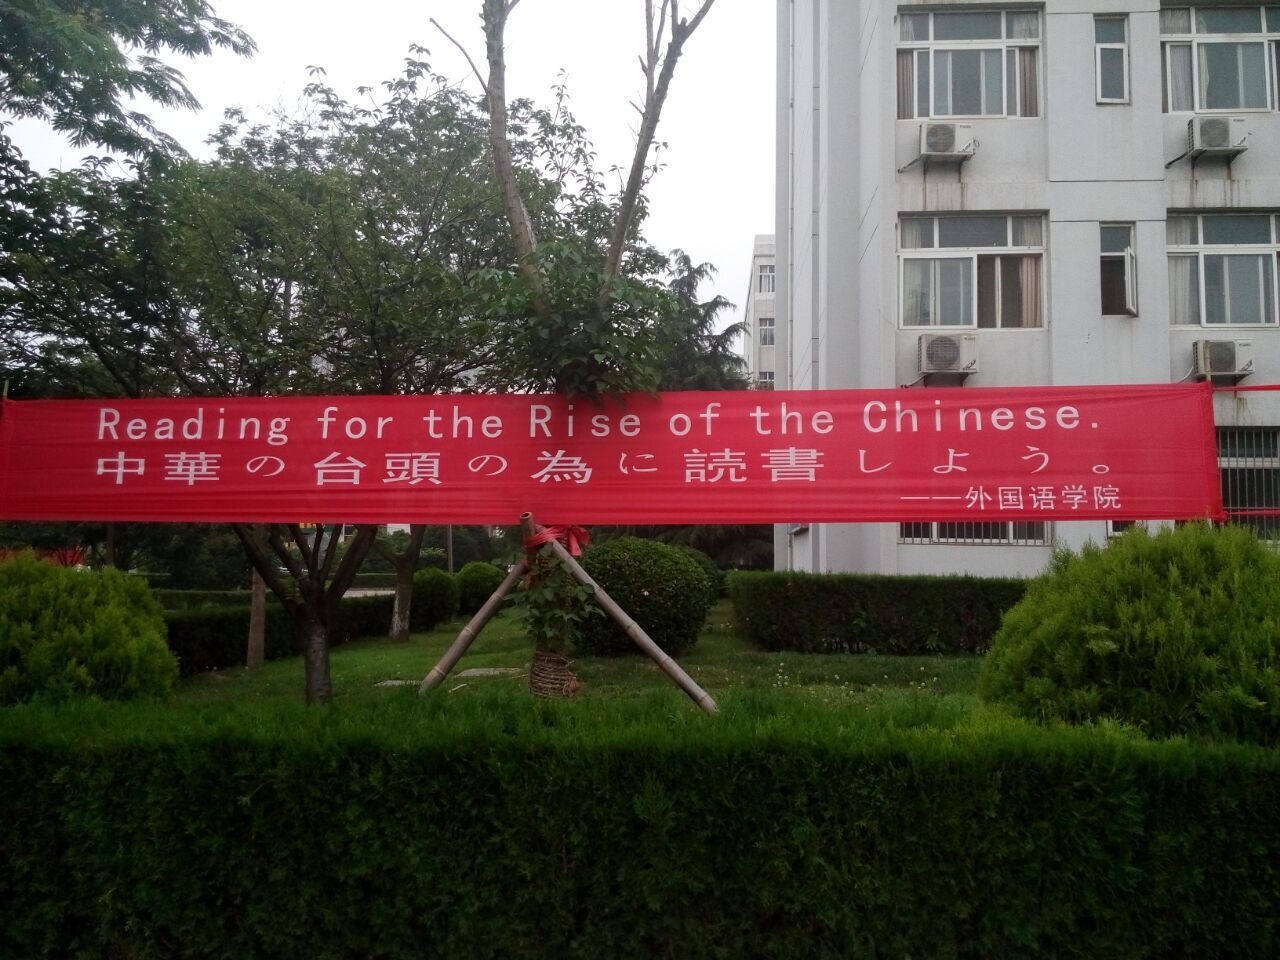 Reading for the Rise of the Chinese.
中華の台頭の為に読書しよう。
——外国语学院